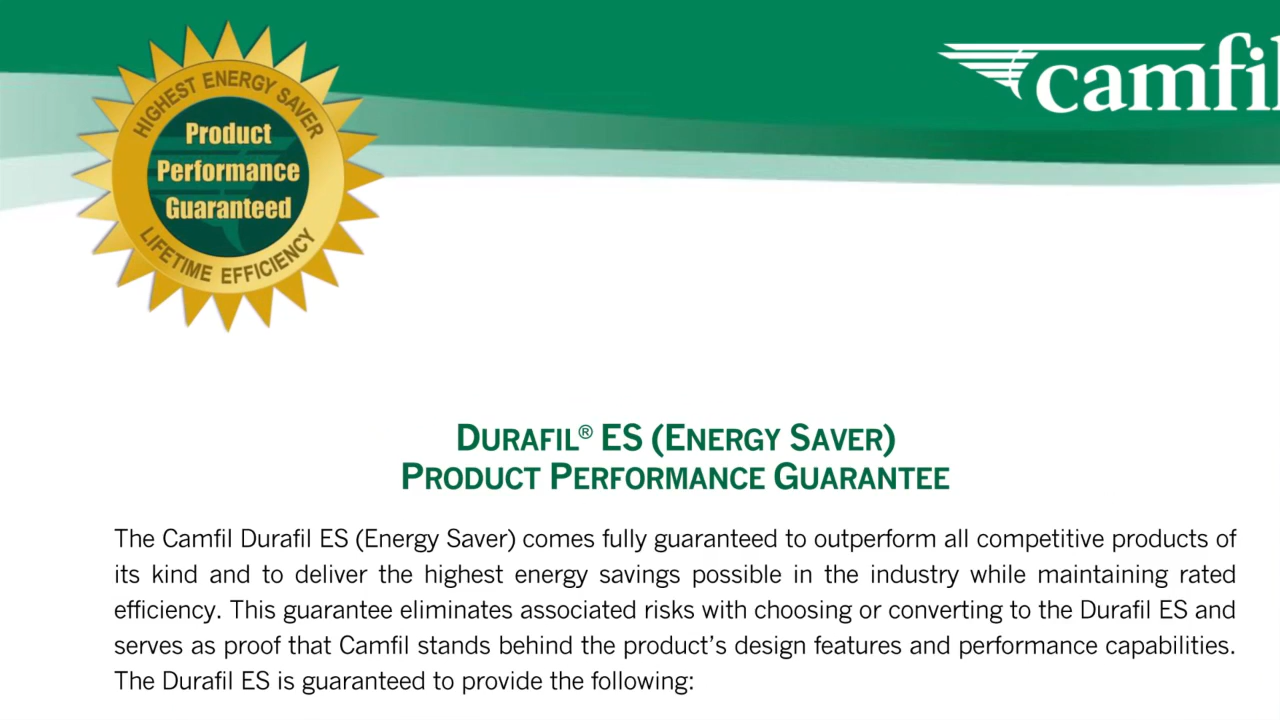 HIGHEST ENERGY SAVER
Product
Performance
Guaranteed
LIFETIME EFFICIENCY
camfil
DURAFIL® ES (ENERGY SAVER)
PRODUCT PERFORMANCE GUARANTEE
The Camfil Durafil ES (Energy Saver) comes fully guaranteed to outperform all competitive products of
its kind and to deliver the highest energy savings possible in the industry while maintaining rated
efficiency. This guarantee eliminates associated risks with choosing or converting to the Durafil ES and
serves as proof that Camfil stands behind the product’s design features and performance capabilities.
The Durafil ES is guaranteed to provide the following: